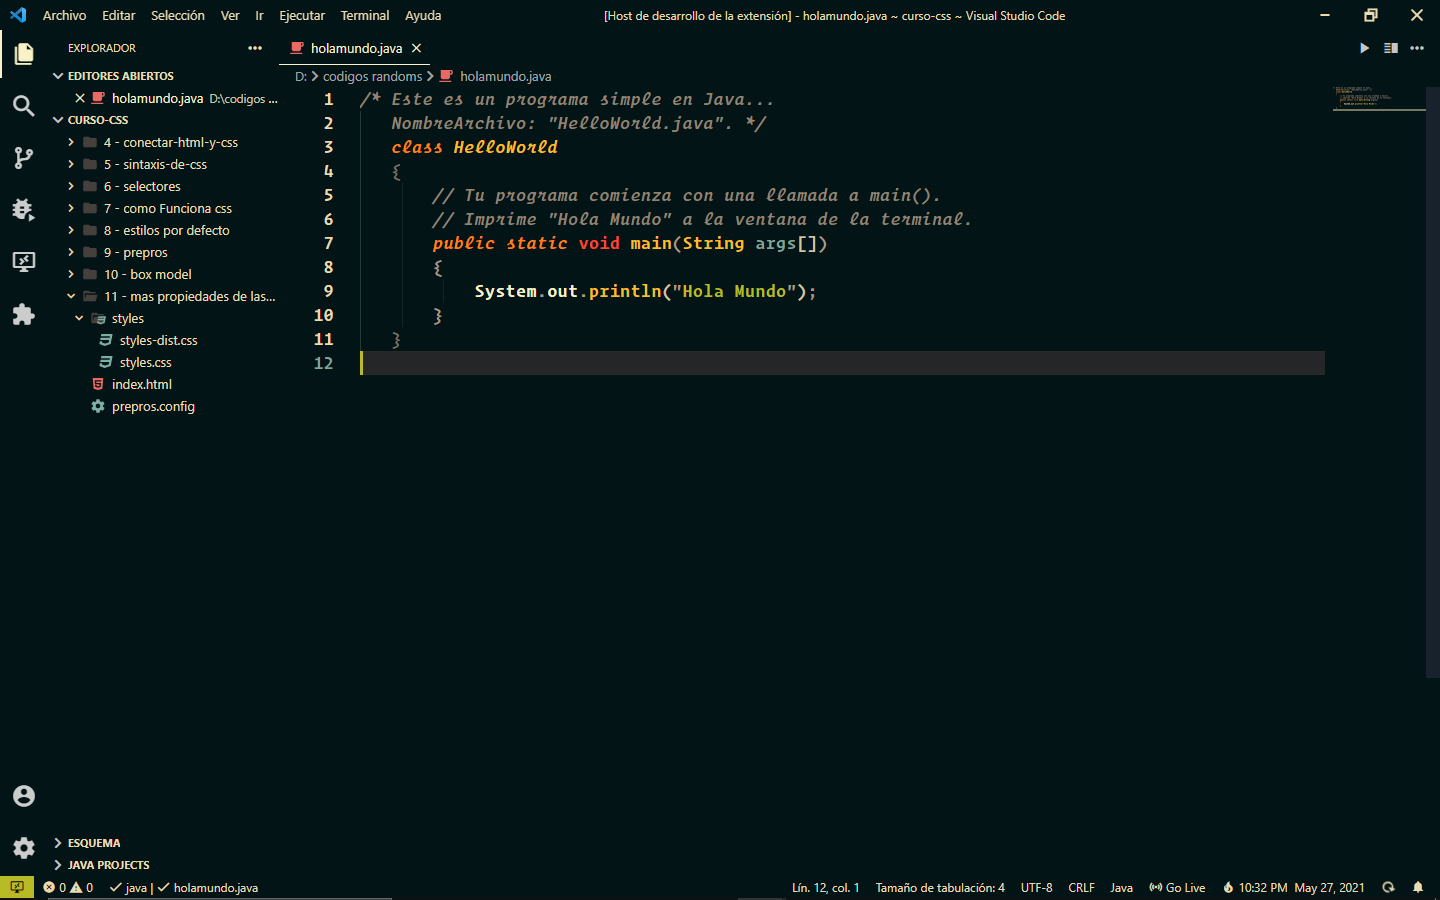 Archivo Editar Selección Ver Ir Ejecutar Terminal Ayuda [Host de desarrollo de la extensión] - holamundo.java ~ curso-css ~ Visual Studio Code
EXPLORADOR
EDITORES ABIERTOS
holamundo.java D:\codigos ...
CURSO-CSS
4 - conectar-html-y-css
5 - sintaxis-de-css
6 - selectores
7 - como Funciona css
8 - estilos por defecto
9 - prepros
10 - box model
11 - mas propiedades de las...
styles
styles-dist.css
styles.css
index.html
prepros.config
ESQUEMA
JAVA PROJECTS
holamundo.java
D: > codigos randoms > holamundo.java
1 /* Este es un programa simple en Java...
2 NombreArchivo: "HelloWorld.java". */
3 class HelloWorld
4 {
5 // Tu programa comienza con una llamada a main().
6 // Imprime "Hola Mundo" a la ventana de la terminal.
7 public static void main(String args[])
8 {
9 System.out.println("Hola Mundo");
10 }
11 }
12
0 0 java | holamundo.java Lín. 12, col. 1 Tamaño de tabulación: 4 UTF-8 CRLF Java Go Live 10:32 PM May 27, 2021